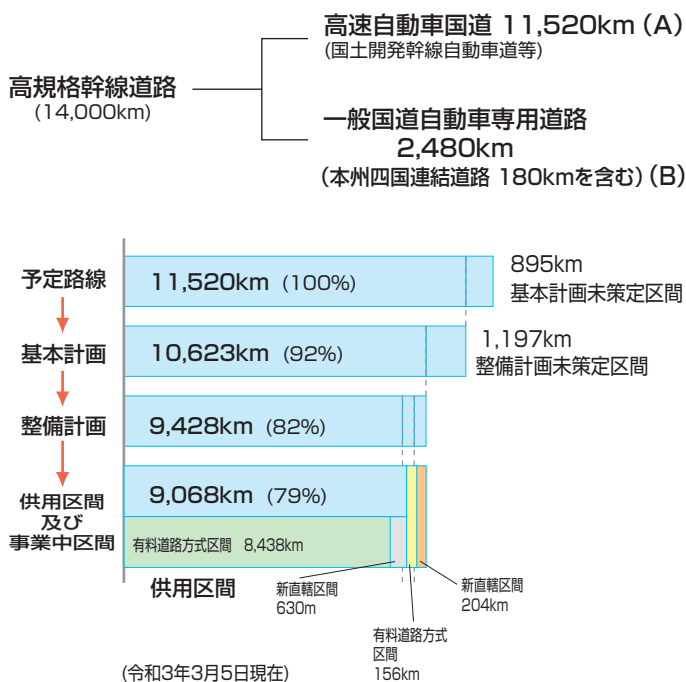 高速自動車国道 11,520km (A)
(国土開発幹線自動車道等)
高規格幹線道路
(14,000km)
一般国道自動車専用道路
2,480km
(本州四国連結道路 180kmを含む) (B)
予定路線
11,520km (100%)
895km
基本計画未策定区間
基本計画
10,623km (92%)
1,197km
整備計画未策定区間
整備計画
9,428km (82%)
供用区間
及び
事業中区間
9,068km (79%)
有料道路方式区間 8,438km
供用区間
新直轄区間
630m
有料道路方式
区間
156km
新直轄区間
204km
(令和3年3月5日現在)